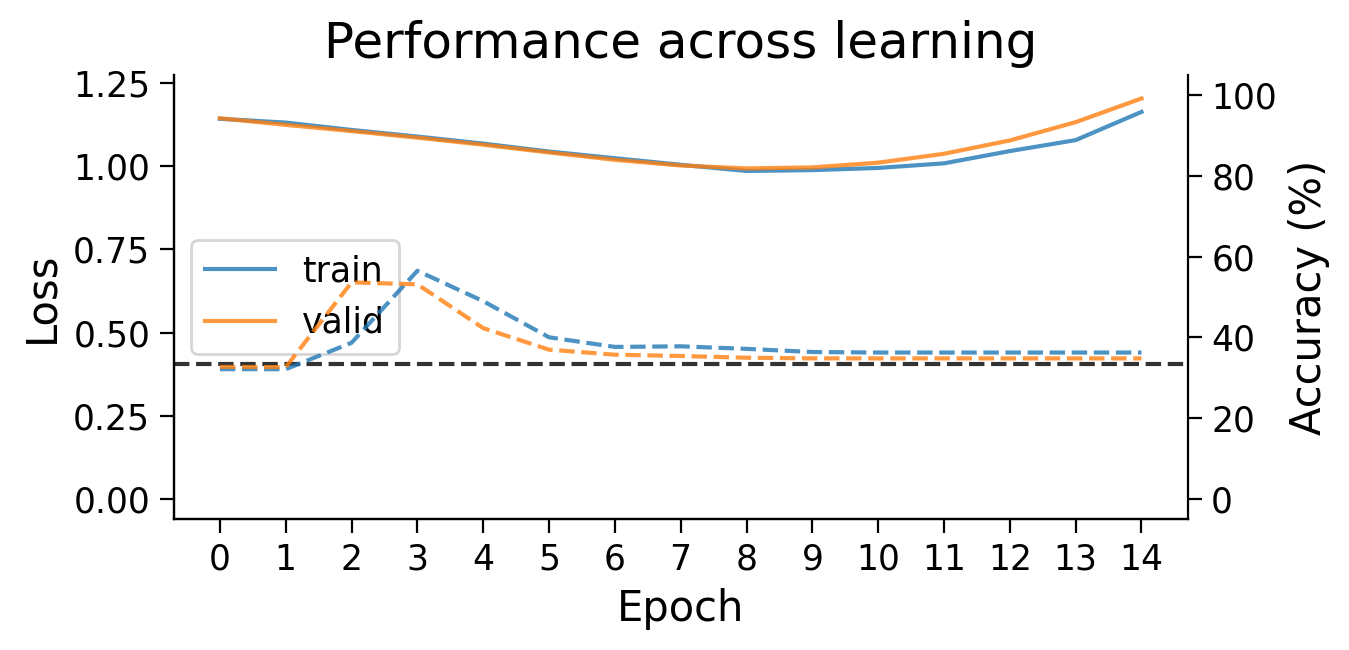 Performance across learning
1.25
1.00
0.75
0.50
0.25
0.00
Loss
train
valid
100
80
60
40
20
0
Accuracy (%)
0 1 2 3 4 5 6 7 8 9 10 11 12 13 14
Epoch